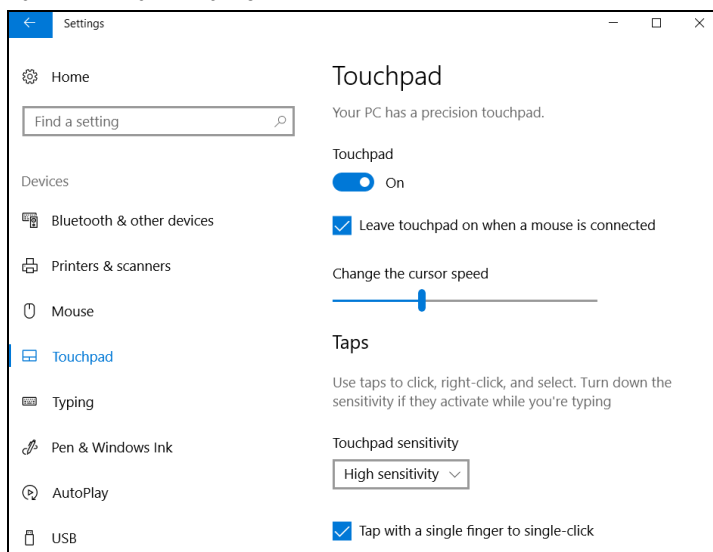 Settings
Home
Find a setting
Devices
Bluetooth & other devices
Printers & scanners
Mouse
Touchpad
Typing
Pen & Windows Ink
AutoPlay
USB
Touchpad
Your PC has a precision touchpad.
Touchpad
On
Leave touchpad on when a mouse is connected
Change the cursor speed
Taps
Use taps to click, right-click, and select. Turn down the
sensitivity if they activate while you're typing
Touchpad sensitivity
High sensitivity
Tap with a single finger to single-click